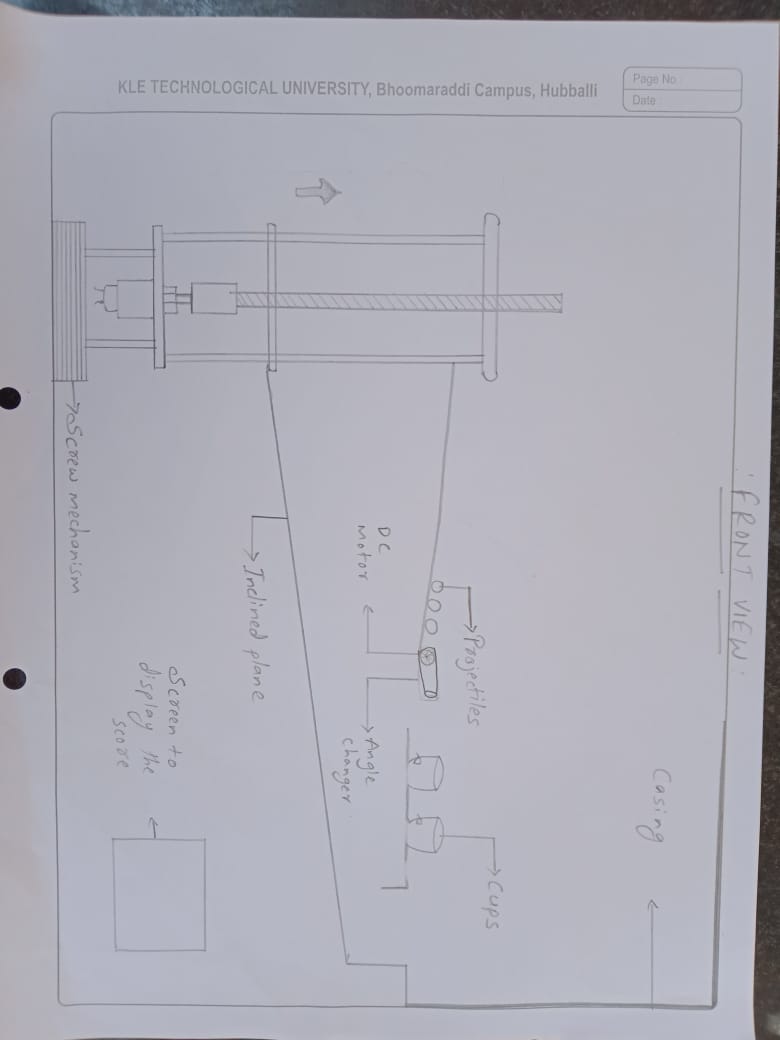 KLE TECHNOLOGICAL UNIVERSITY, Bhoomaraddi Campus, Hubballi
Page No.:
Date:
'FRONT VIEW'
Casing
Projectiles
Cups
DC
Motor
Angle
changer
Inclined plane
Screen to
display the
score
Screw mechanism